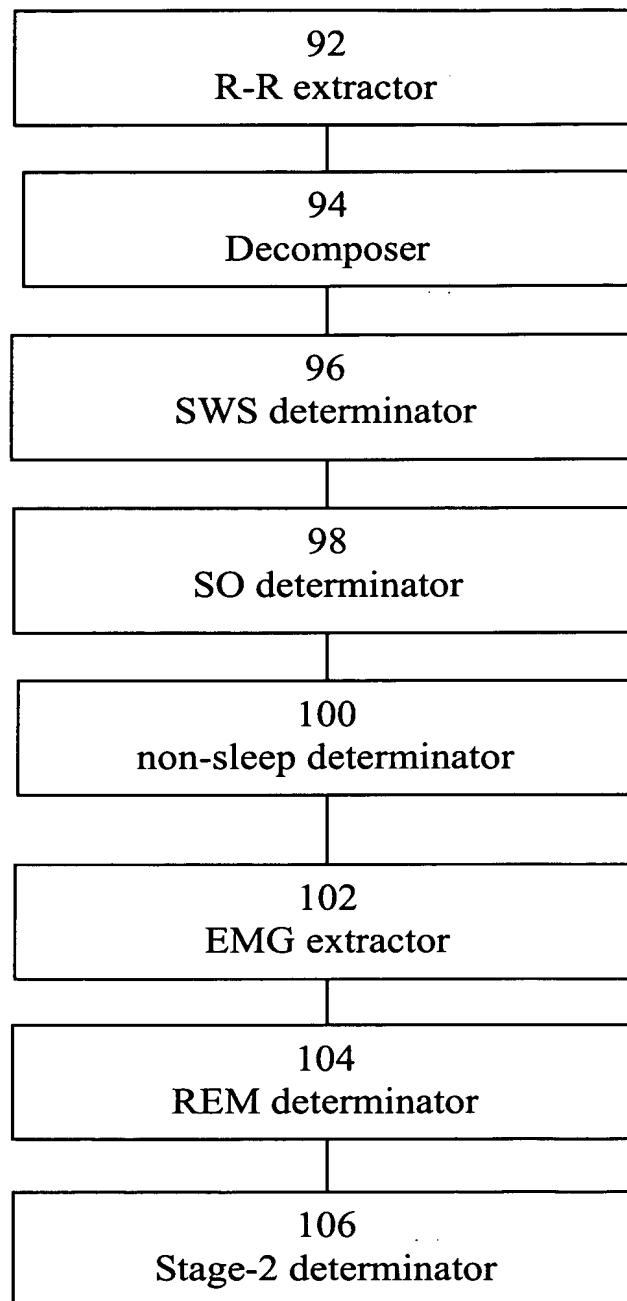 92
R-R extractor
94
Decomposer
96
SWS determinator
98
SO determinator
100
non-sleep determinator
102
EMG extractor
104
REM determinator
106
Stage-2 determinator